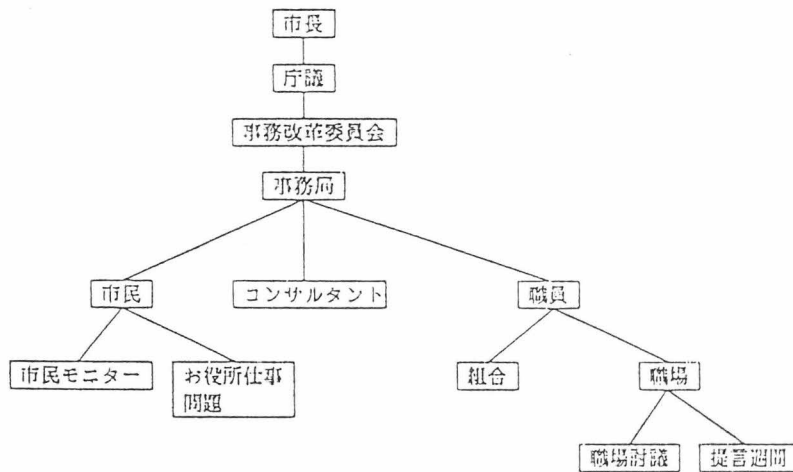 市長
庁議
事務改革委員会
事務局
市民
コンサルタント
職員
市民モニター
お役所仕事
問題
組合
職場
職場討議
提言週間